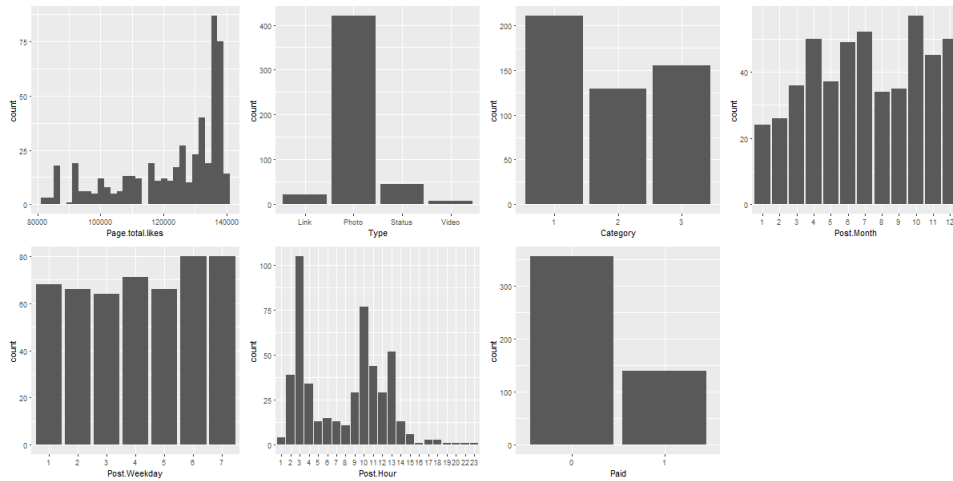 75
50
25
0
count
80000 100000 120000 140000
Page.total.likes
400
300
200
100
0
count
Link Photo Status Video
Type
200
150
100
50
0
count
1 2 3
Category
40
20
0
count
1 2 3 4 5 6 7 8 9 10 11 12
Post.Month
80
60
40
20
0
count
1 2 3 4 5 6 7
Post.Weekday
100
75
50
25
0
count
1 2 3 4 5 6 7 8 9 10 11 12 13 14 15 16 17 18 19 20 22 23
Post.Hour
300
200
100
0
count
0 1
Paid